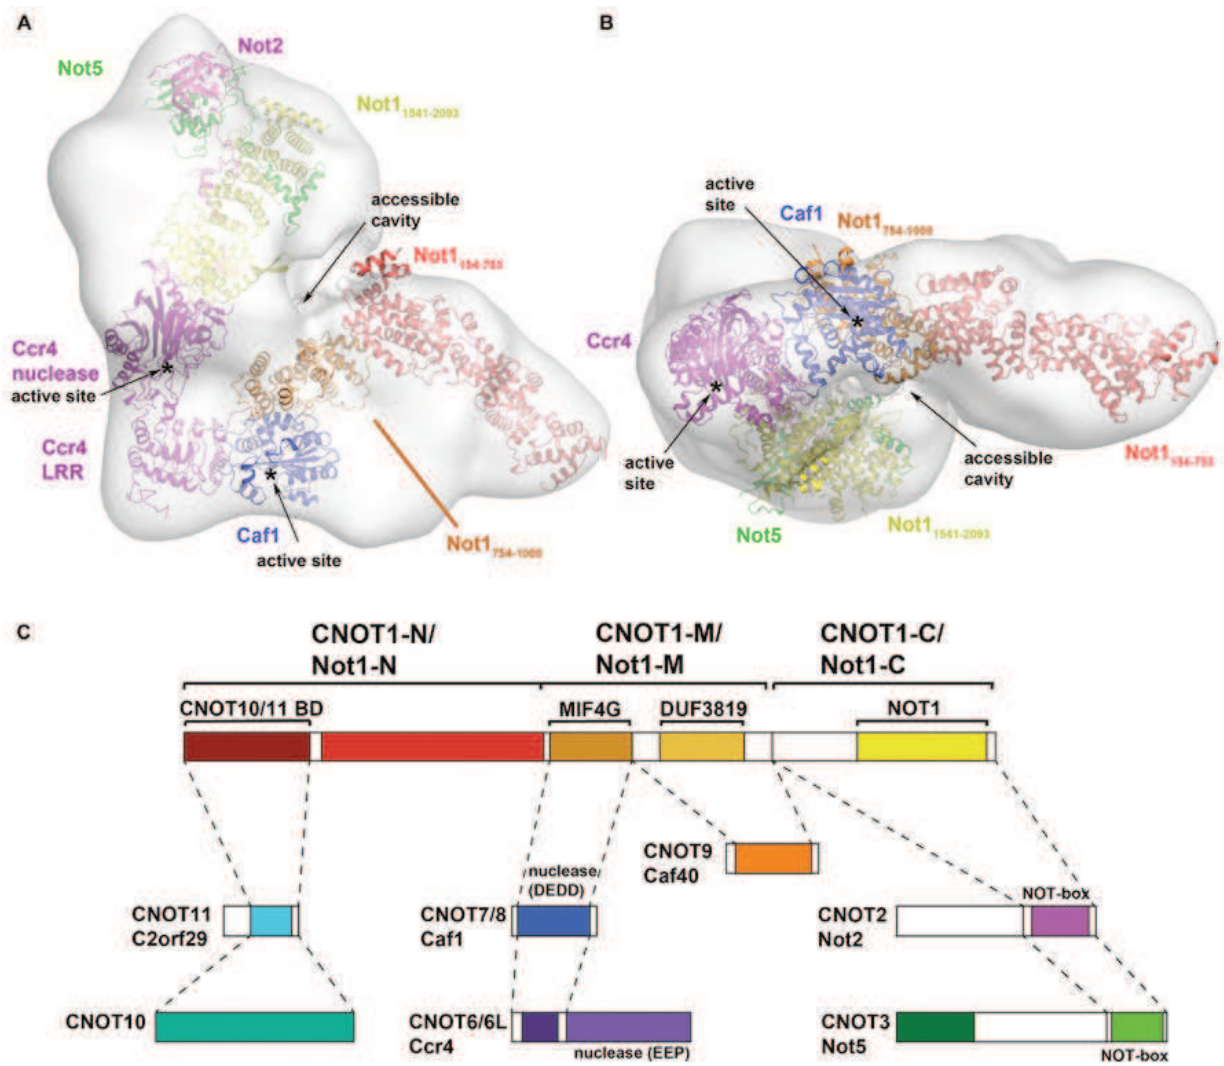 A
Not2
Not5
Not1 1541-2093
accessible
cavity
Not1 154-753
Ccr4
nuclease
active site
Ccr4
LRR
Caf1
active site
Not1 754-1000
B
active
site
Caf1
Not1 754-1000
Ccr4
active
site
accessible
cavity
Not1 154-753
Not5
Not1 1541-2093
C
CNOT1-N/
Not1-N
CNOT1-M/
Not1-M
CNOT1-C/
Not1-C
CNOT10/11 BD
MIF4G
DUF3819
NOT1
CNOT9
Caf40
nuclease
(DEDD)
NOT-box
CNOT11
C2orf29
CNOT7/8
Caf1
CNOT2
Not2
CNOT10
CNOT6/6L
Ccr4
nuclease (EEP)
CNOT3
Not5
NOT-box